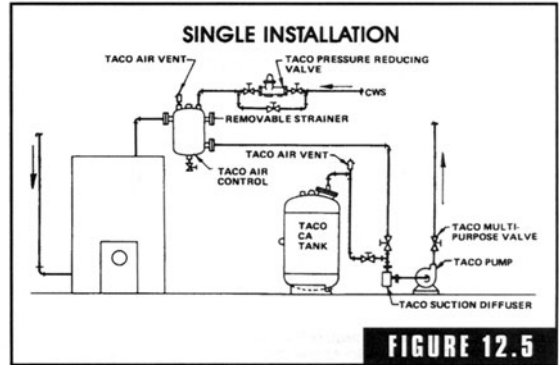 SINGLE INSTALLATION
TACO AIR VENT
TACO PRESSURE REDUCING
VALVE
CWS
REMOVABLE STRAINER
TACO AIR VENT
TACO AIR
CONTROL
TACO
CA
TANK
TACO MULTI-
PURPOSE VALVE
TACO PUMP
TACO SUCTION DIFFUSER
FIGURE 12.5